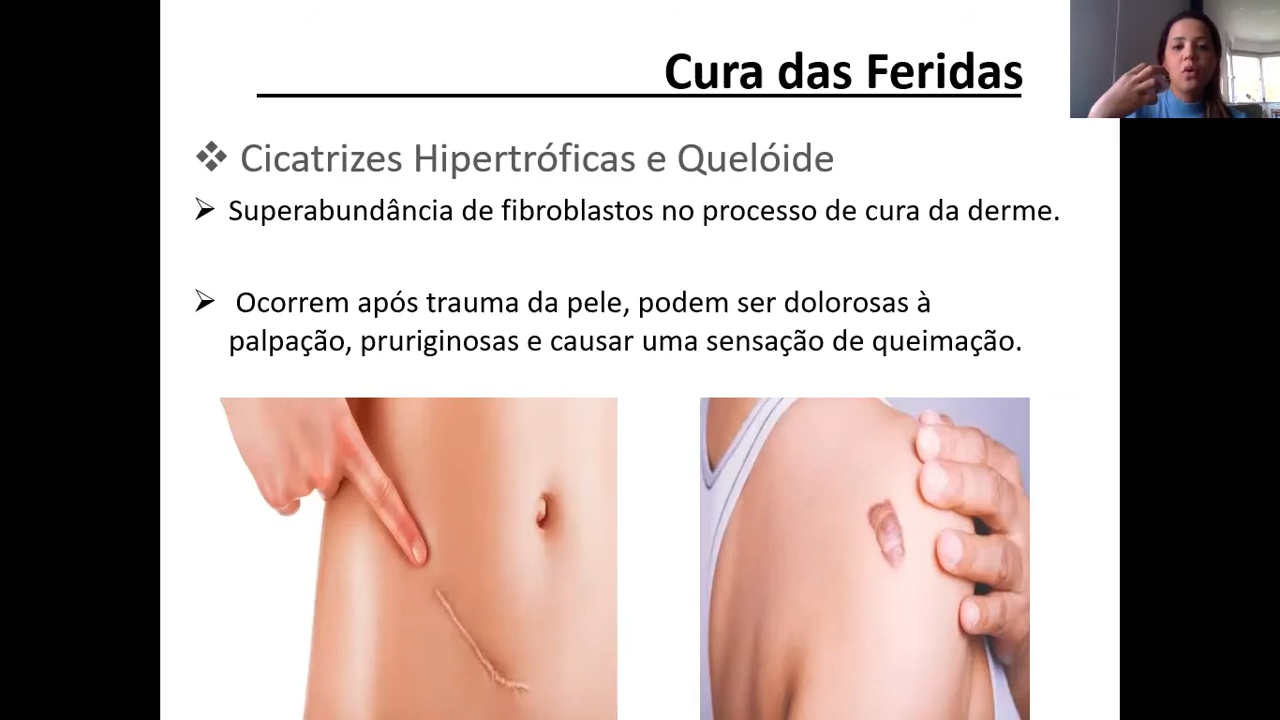 Cura das Feridas
Cicatrizes Hipertróficas e Quelóide
Superabundância de fibroblastos no processo de cura da derme.
Ocorrem após trauma da pele, podem ser dolorosas à
palpação, pruriginosas e causar uma sensação de queimação.